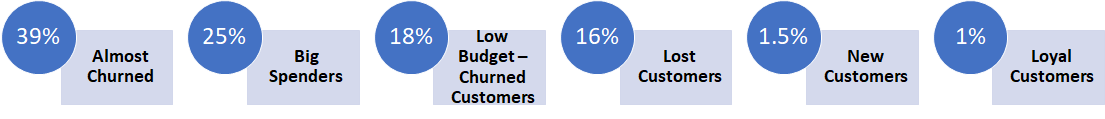 39%
Almost
Churned
25%
Big
Spenders
18%
Low
Budget –
Churned
Customers
16%
Lost
Customers
1.5%
New
Customers
1%
Loyal
Customers